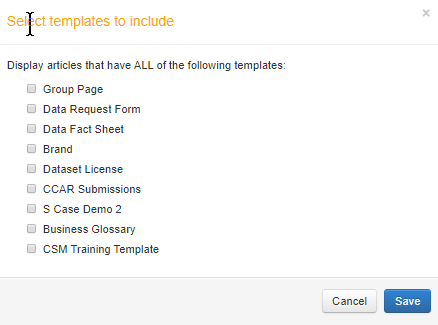 Select templates to include
×
Display articles that have ALL of the following templates:
Group Page
Data Request Form
Data Fact Sheet
Brand
Dataset License
CCAR Submissions
S Case Demo 2
Business Glossary
CSM Training Template
Cancel Save